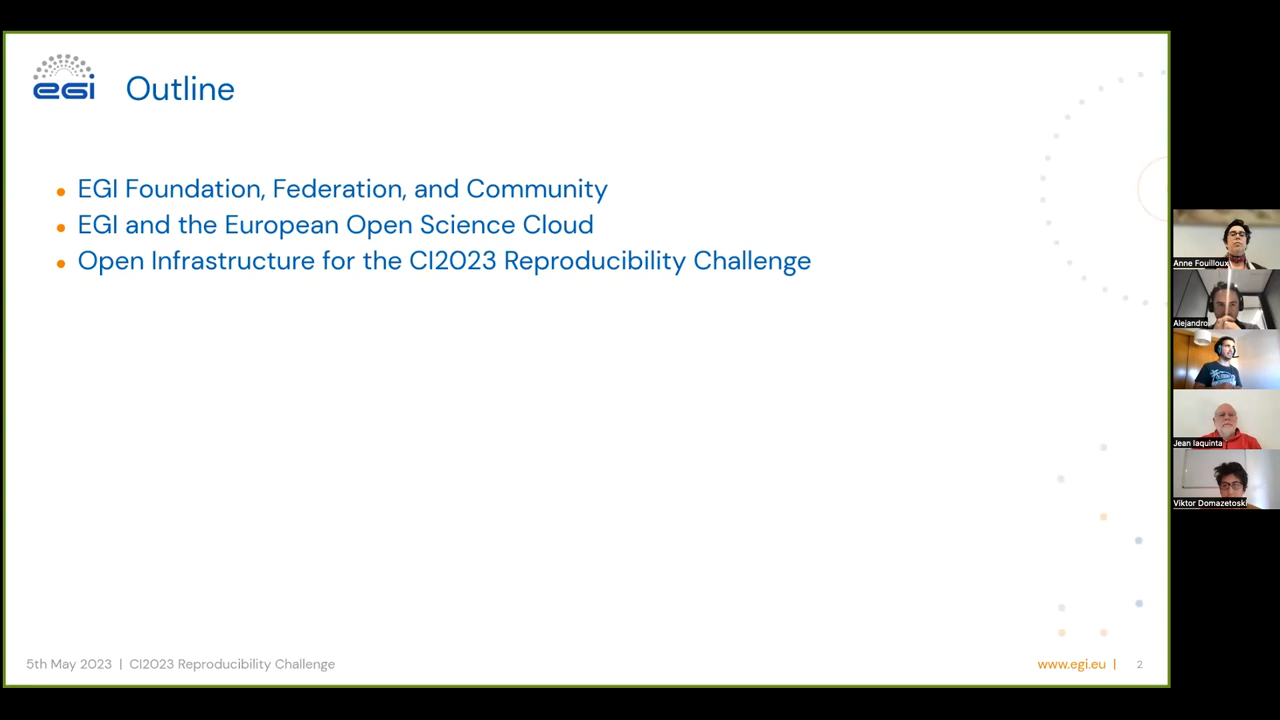 egi
Outline
EGI Foundation, Federation, and Community
EGI and the European Open Science Cloud
Open Infrastructure for the CI2023 Reproducibility Challenge
5th May 2023 | CI2023 Reproducibility Challenge
www.egi.eu | 2
Anne Fouilloux
Alejandro
Jean Iaquinta
Viktor Domazetoski